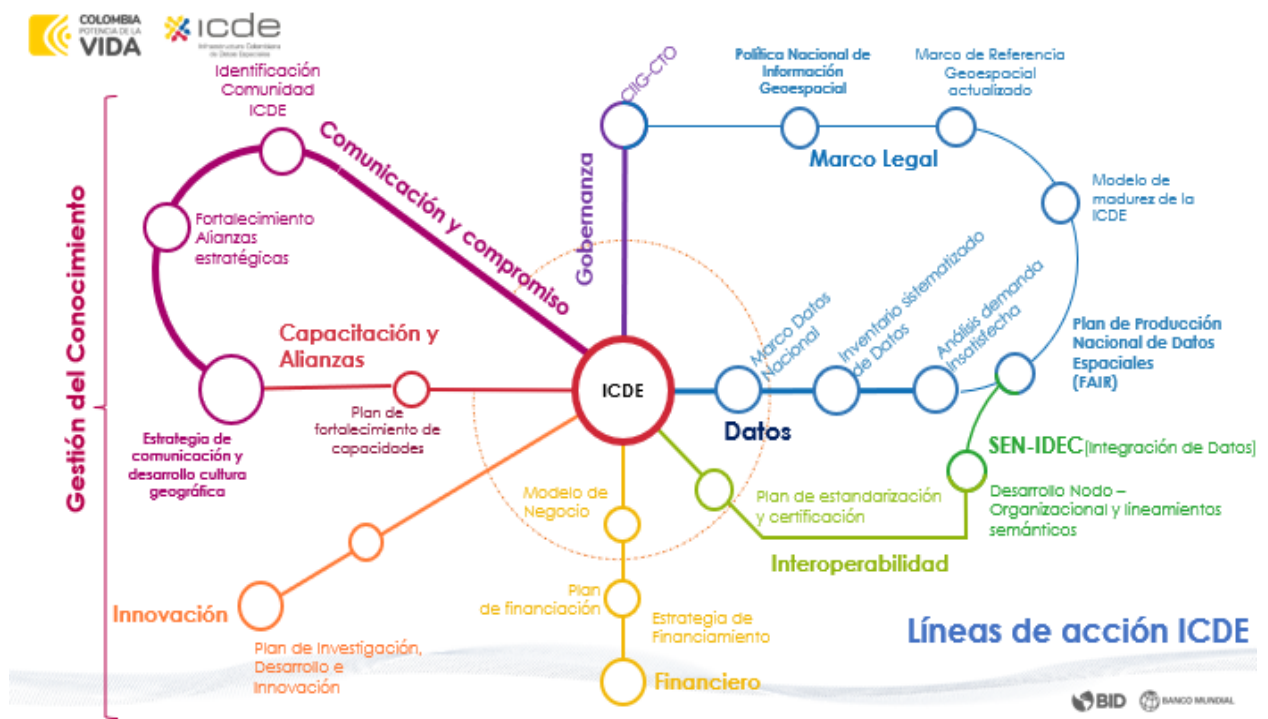 COLOMBIA
POTENCIA DE LA
VIDA
icde
Infraestructura Colombiana
de Datos Espaciales
Identificación
Comunidad
ICDE
Fortalecimiento
Alianzas
estratégicas
Comunicación y compromiso
Gestión del Conocimiento
Capacitación y
Alianzas
Plan de
fortalecimiento de
capacidades
Estrategia de
comunicación y
desarrollo cultura
geográfica
Innovación
Plan de Investigación,
Desarrollo e
Innovación
ICDE
Gobernanza
CIIG-CTO
Política Nacional de
Información
Geoespacial
Marco de Referencia
Geoespacial
actualizado
Marco Legal
Modelo de
madurez de la
ICDE
Marco Datos
Nacional
Inventario sistematizado
de Datos
Análisis demanda
insatisfecha
Plan de Producción
Nacional de Datos
Espaciales
(FAIR)
Datos
SEN-IDEC(Integración de Datos)
Desarrollo Nodo –
Organizacional y lineamientos
semánticos
Plan de estandarización
y certificación
Interoperabilidad
Modelo de
Negocio
Plan
de financiación
Estrategia de
Financiamiento
Financiero
Líneas de acción ICDE
BID
BANCO MUNDIAL